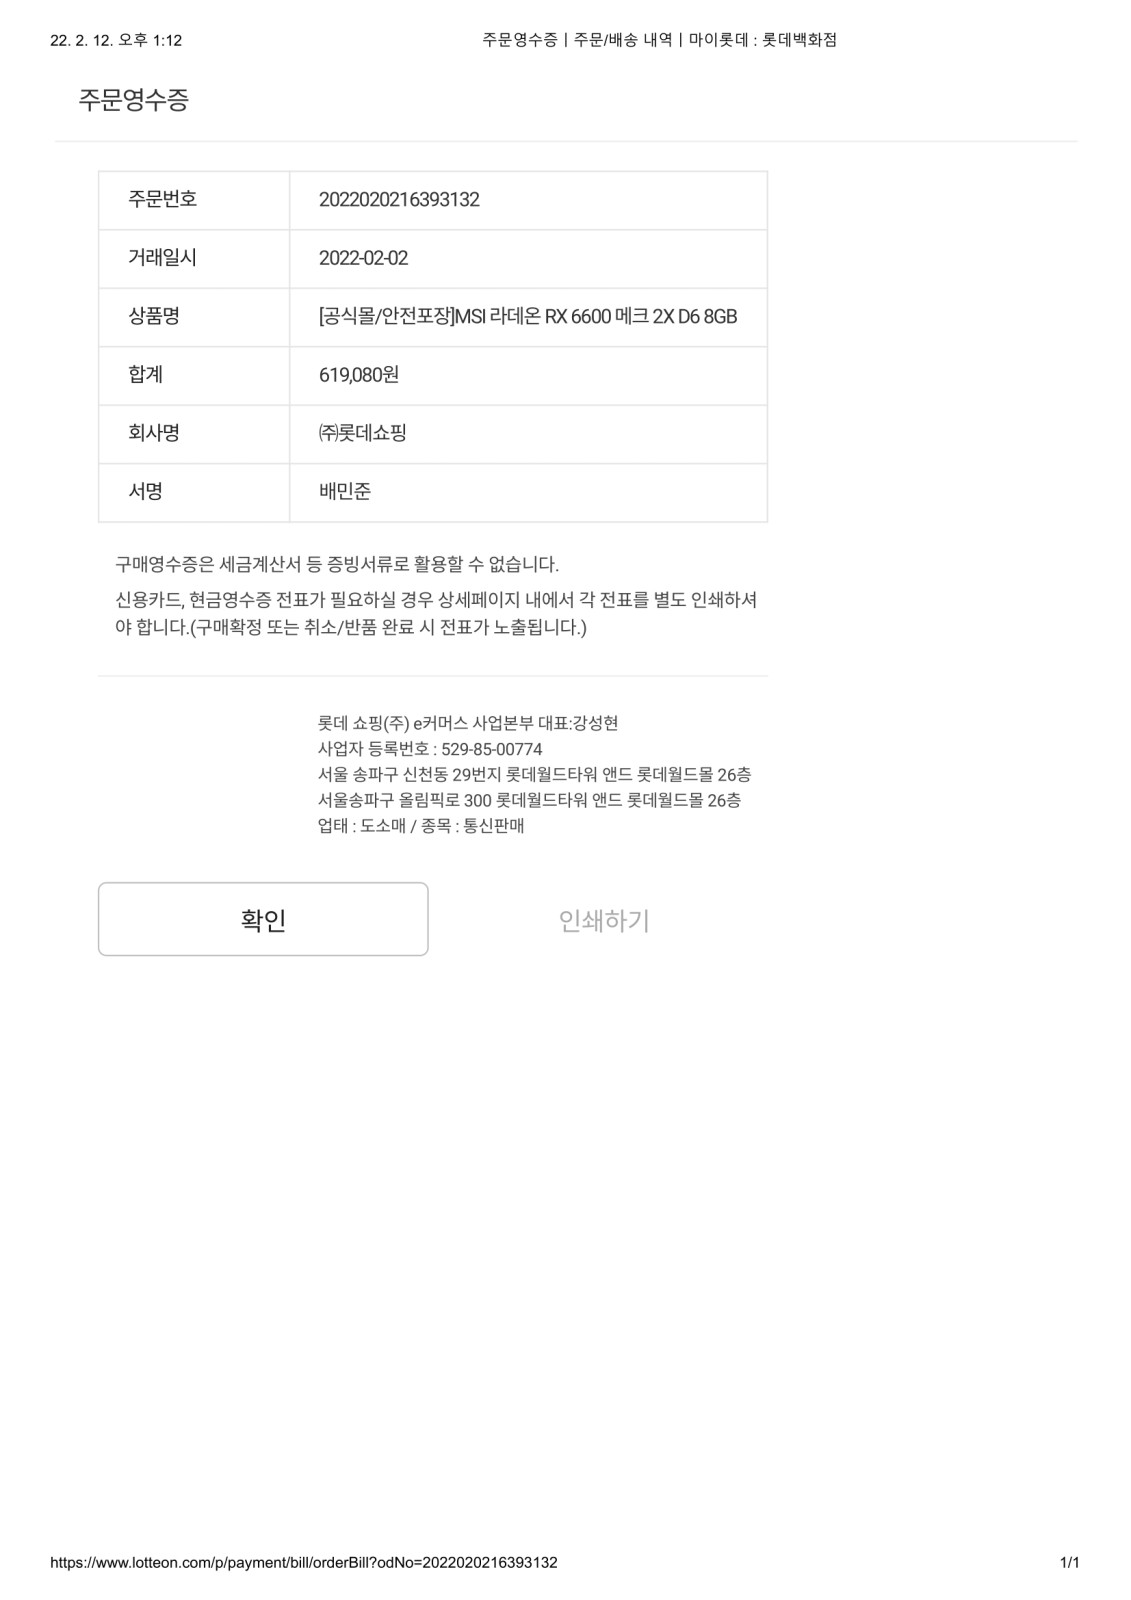 22. 2. 12. 오후 1:12
주문영수증 | 주문/배송 내역 | 마이롯데 : 롯데백화점
주문영수증
주문번호 2022020216393132
거래일시 2022-02-02
상품명 [공식몰/안전포장]MSI 라데온 RX 6600 메크 2X D6 8GB
합계 619,080원
회사명 ㈜롯데쇼핑
서명 배민준
구매영수증은 세금계산서 등 증빙서류로 활용할 수 없습니다.
신용카드, 현금영수증 전표가 필요하실 경우 상세페이지 내에서 각 전표를 별도 인쇄하셔
야 합니다.(구매확정 또는 취소/반품 완료 시 전표가 노출됩니다.)
롯데 쇼핑(주) e커머스 사업본부 대표:강성현
사업자 등록번호 : 529-85-00774
서울 송파구 신천동 29번지 롯데월드타워 앤드 롯데월드몰 26층
서울송파구 올림픽로 300 롯데월드타워 앤드 롯데월드몰 26층
업태 : 도소매 / 종목 : 통신판매
확인 인쇄하기
https://www.lotteon.com/p/payment/bill/orderBill?odNo=2022020216393132
1/1